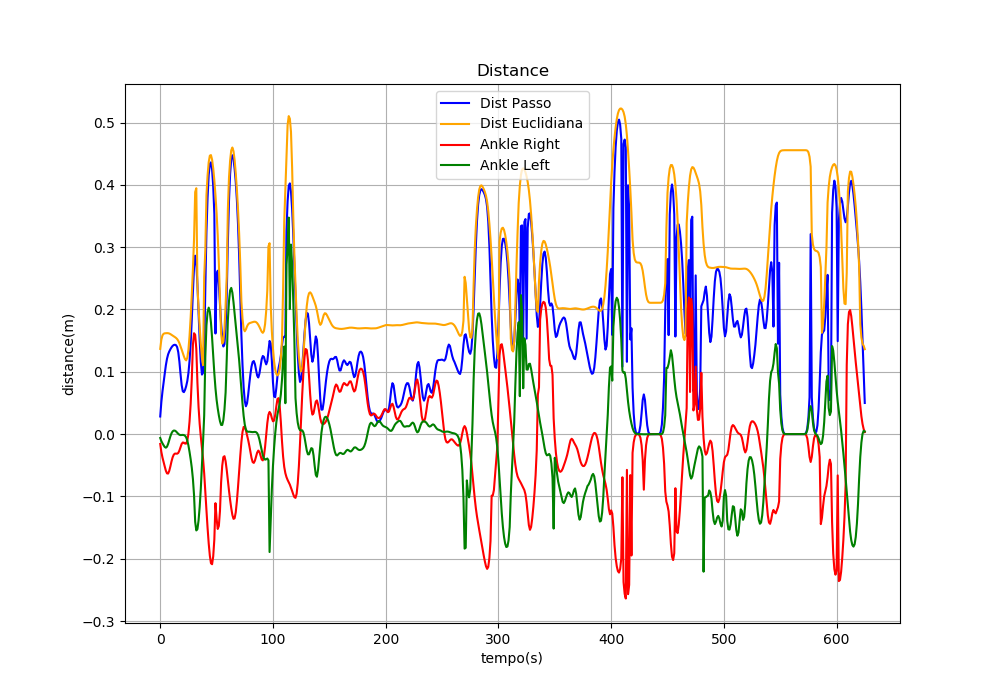 Distance
Dist Passo
Dist Euclidiana
Ankle Right
Ankle Left
distance(m)
0.5
0.4
0.3
0.2
0.1
0.0
−0.1
−0.2
−0.3
0 100 200 300 400 500 600
tempo(s)